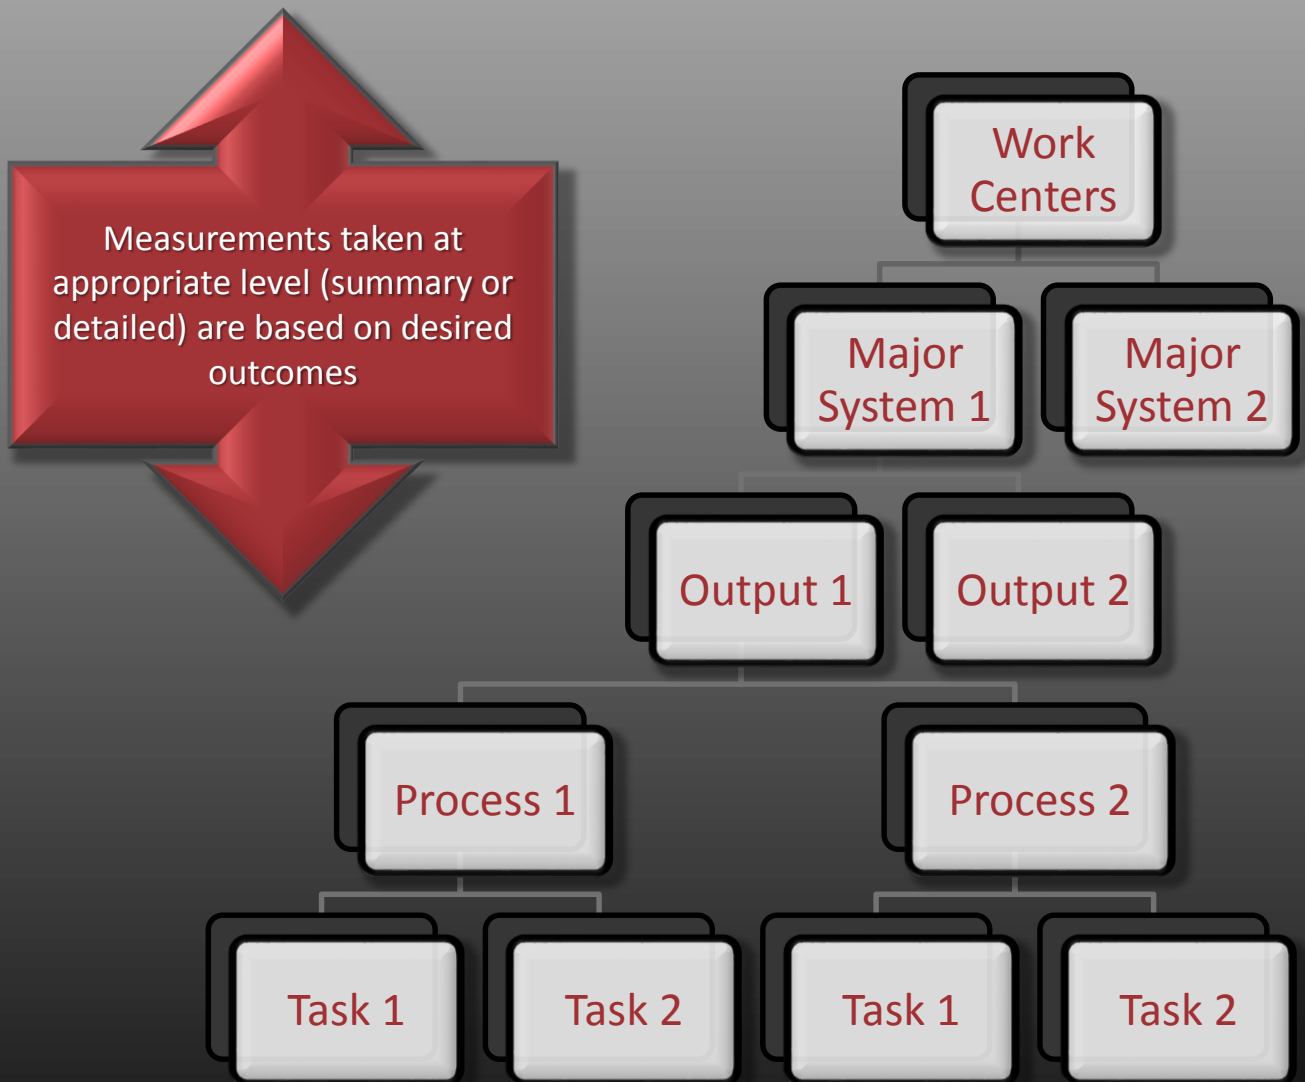 Measurements taken at
appropriate level (summary or
detailed) are based on desired
outcomes
Work
Centers
Major
System 1
Major
System 2
Output 1
Output 2
Process 1
Process 2
Task 1
Task 2
Task 1
Task 2